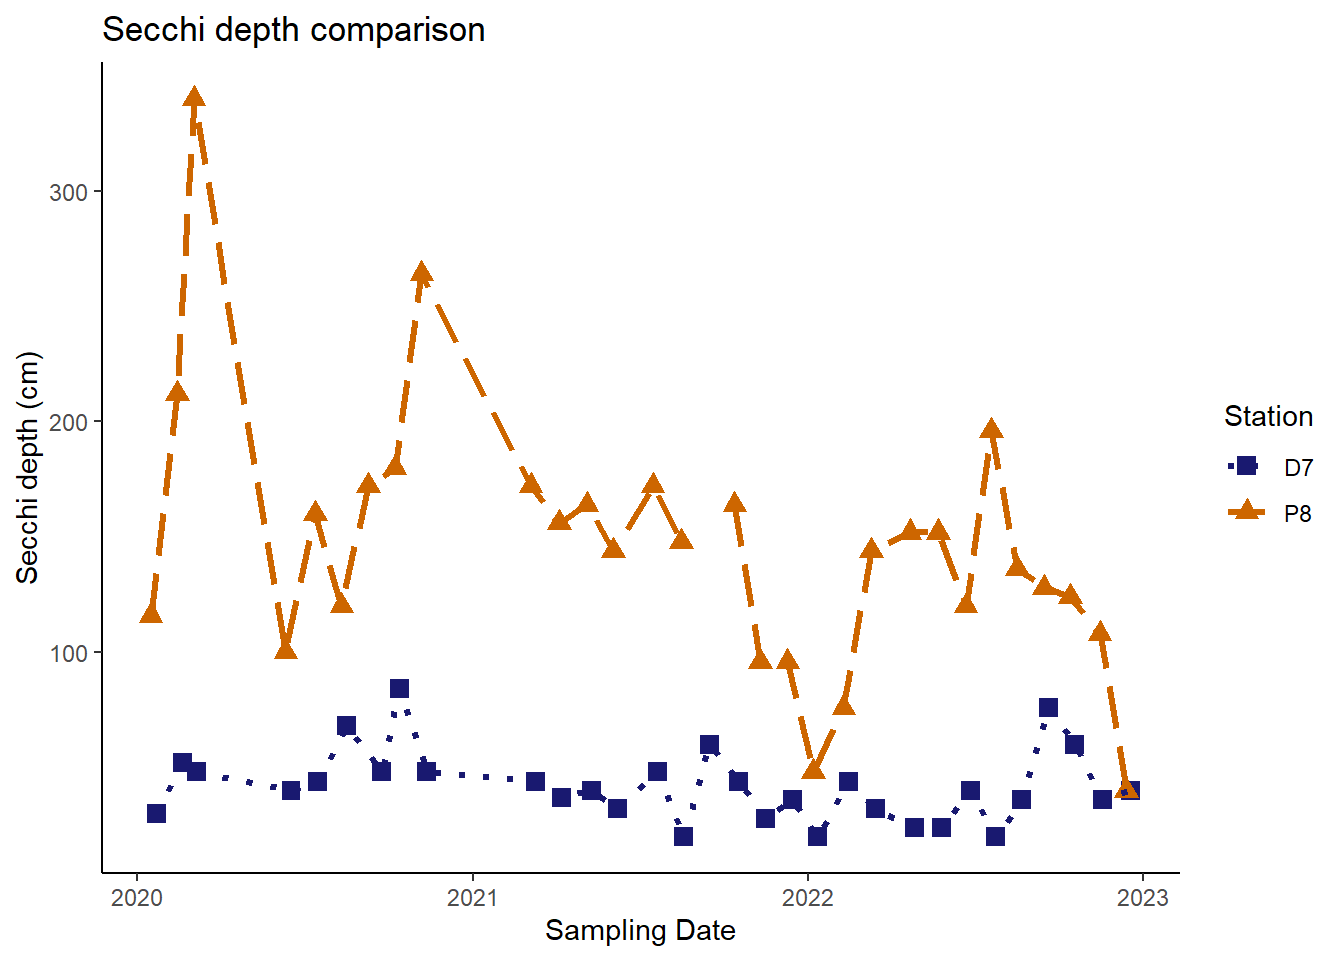 Secchi depth comparison
Secchi depth (cm)
300
200
100
2020
2021
2022
2023
Sampling Date
Station
D7
P8